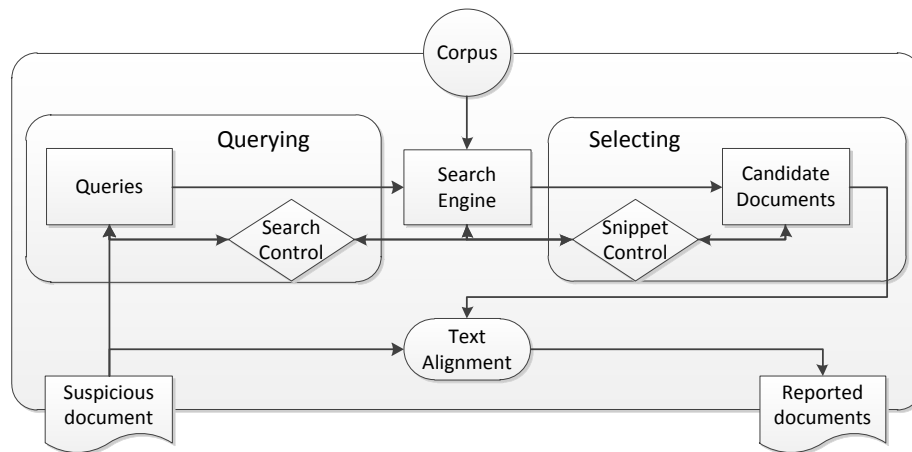 Corpus
Querying
Selecting
Queries
Search
Engine
Candidate
Documents
Search
Control
Snippet
Control
Text
Alignment
Suspicious
document
Reported
documents